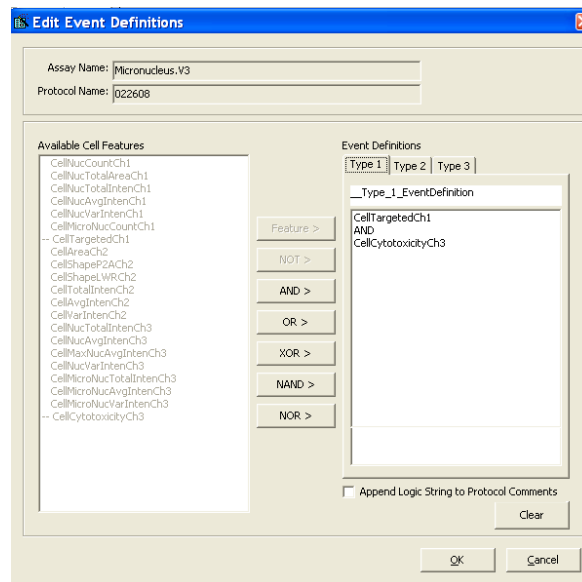 Edit Event Definitions
Assay Name: Micronucleus.V3
Protocol Name: 022608
Available Cell Features
CellNucCountCh1
CellNucTotalAreaCh1
CellNucTotalIntenCh1
CellNucAvgIntenCh1
CellNucVarIntenCh1
CellMicroNucCountCh1
-- CellTargetedCh1
CellAreaCh2
CellShapeP2ACh2
CellShapeLWRCh2
CellTotalIntenCh2
CellAvgIntenCh2
CellVarIntenCh2
CellNucTotalIntenCh3
CellNucAvgIntenCh3
CellMaxNucAvgIntenCh3
CellNucVarIntenCh3
CellMicroNucTotalIntenCh3
CellMicroNucAvgIntenCh3
CellMicroNucVarIntenCh3
-- CellCytotoxicityCh3
Feature >
NOT >
AND >
OR >
XOR >
NAND >
NOR >
Event Definitions
Type 1 Type 2 Type 3
__Type_1_EventDefinition
CellTargetedCh1
AND
CellCytotoxicityCh3
Append Logic String to Protocol Comments
Clear
OK Cancel